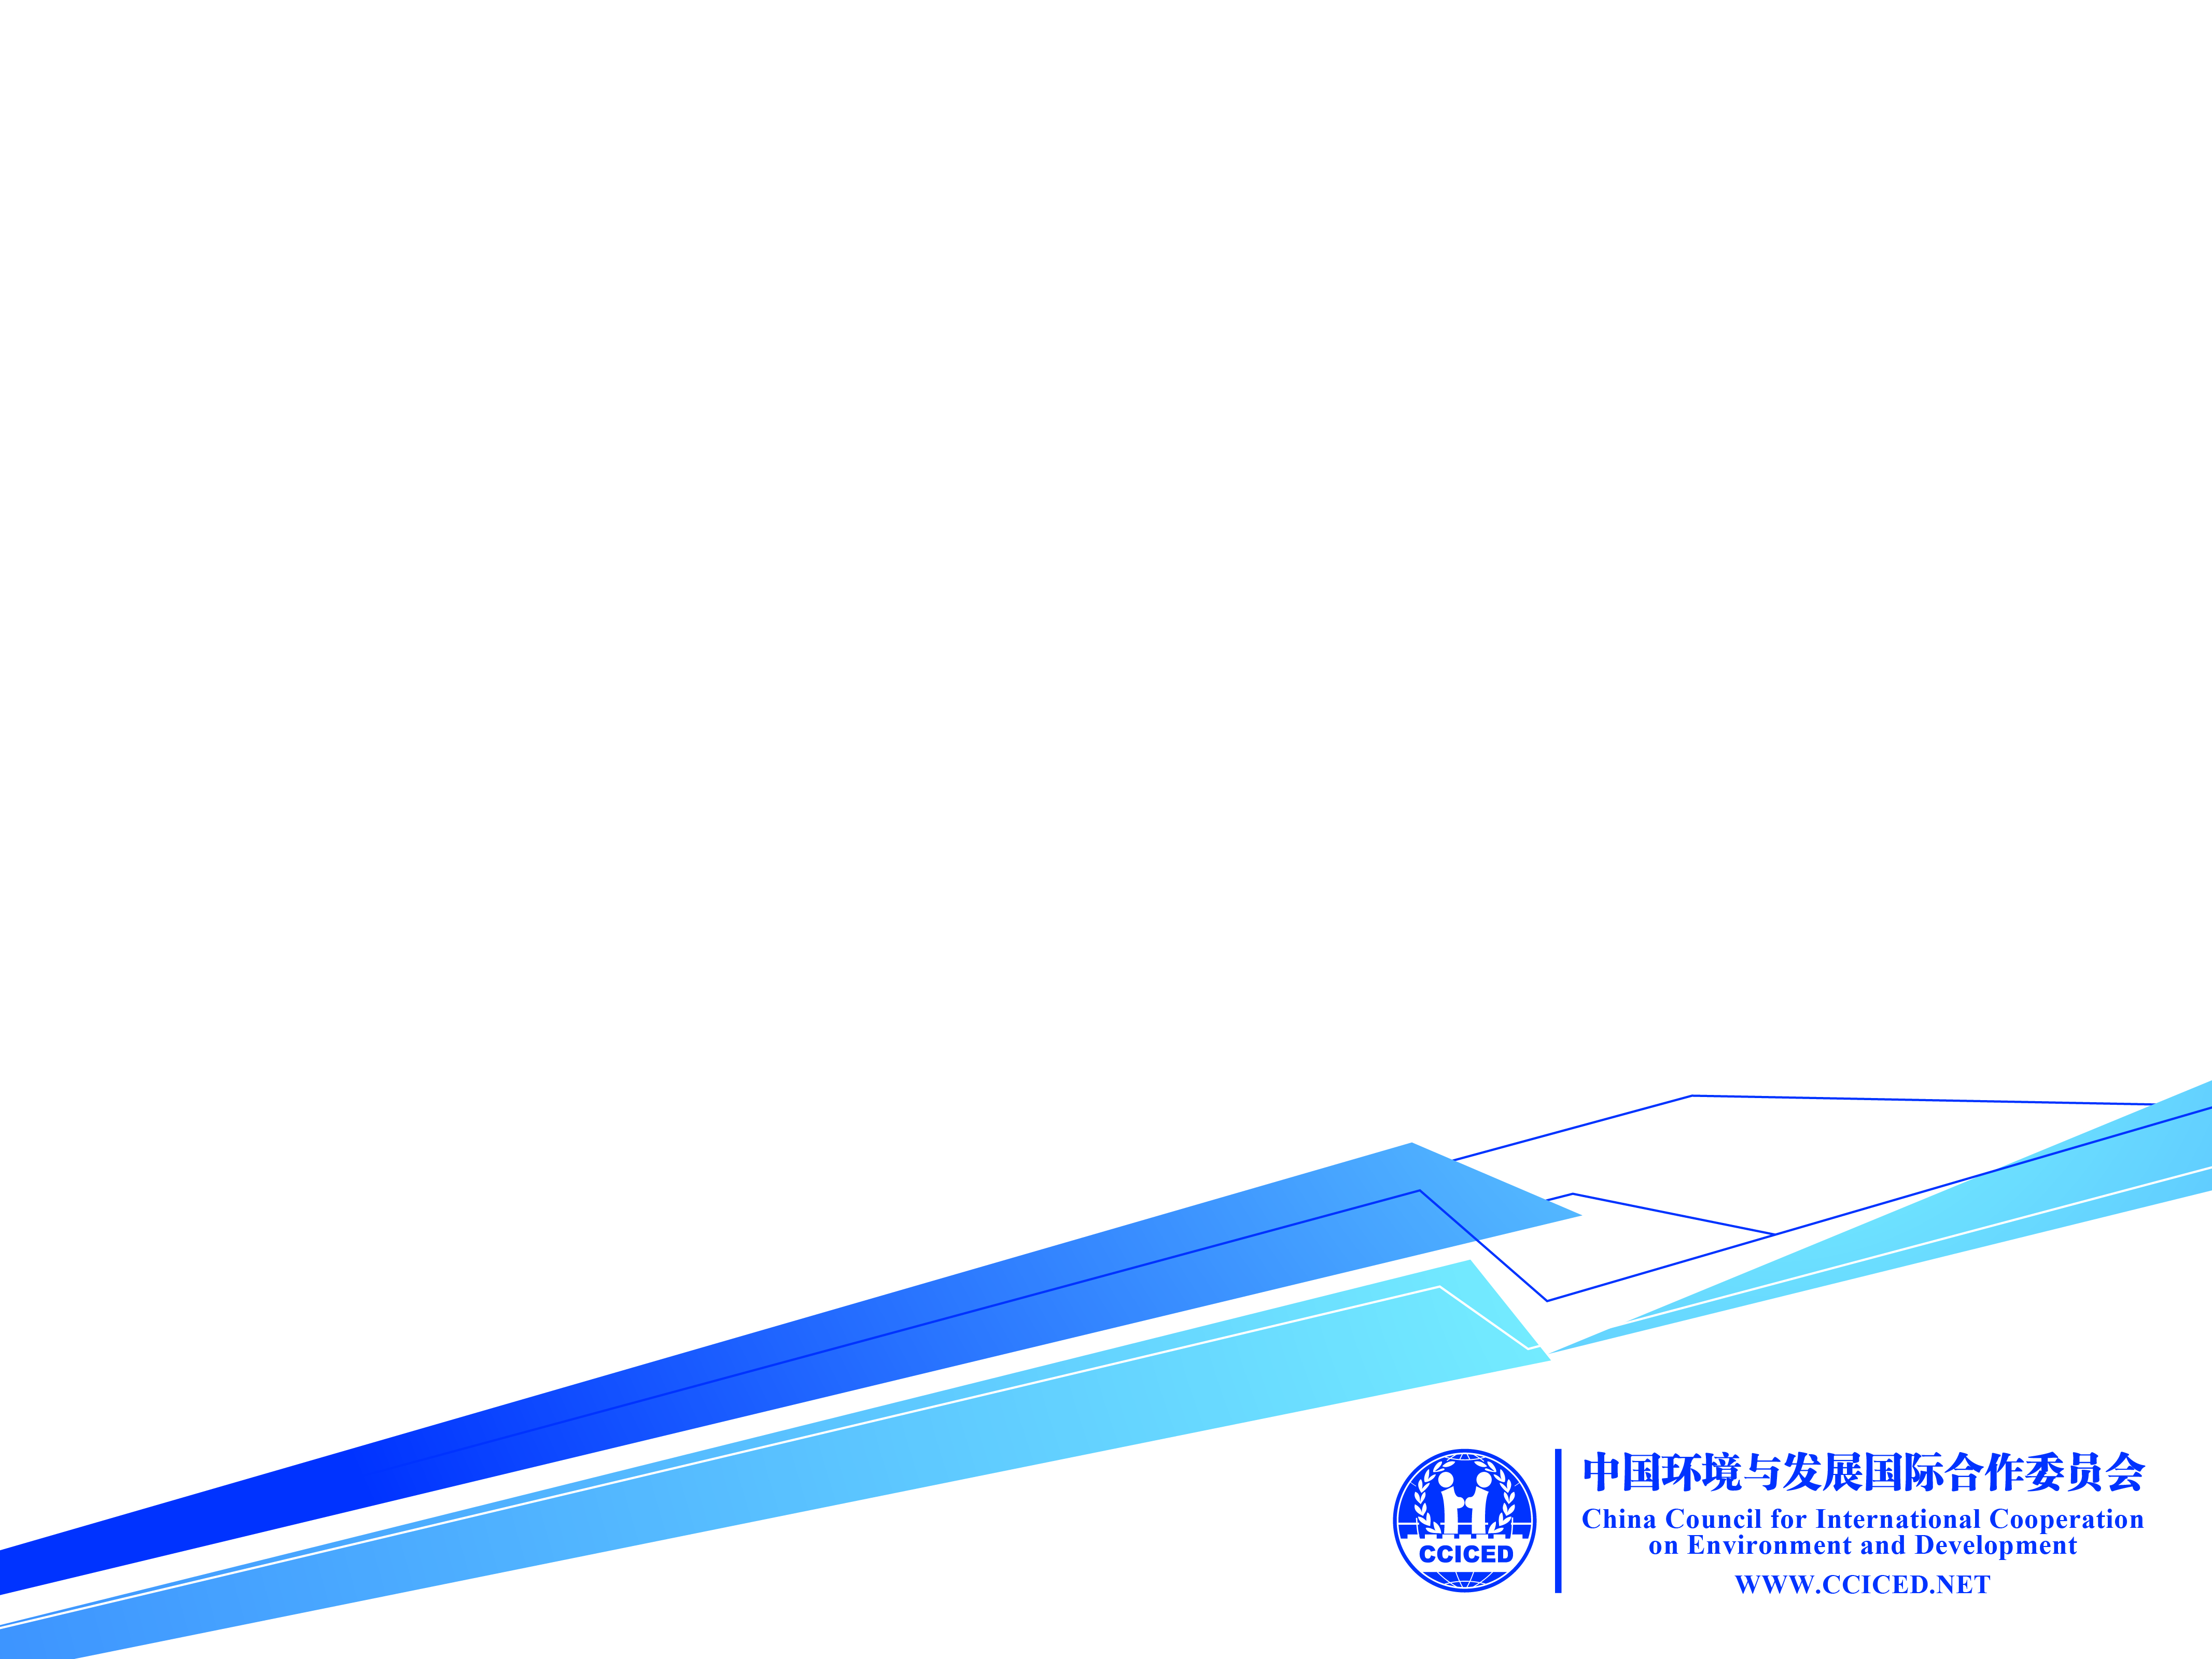 CCICED
中国环境与发展国际合作委员会
China Council for International Cooperation
on Environment and Development
WWW.CCICED.NET